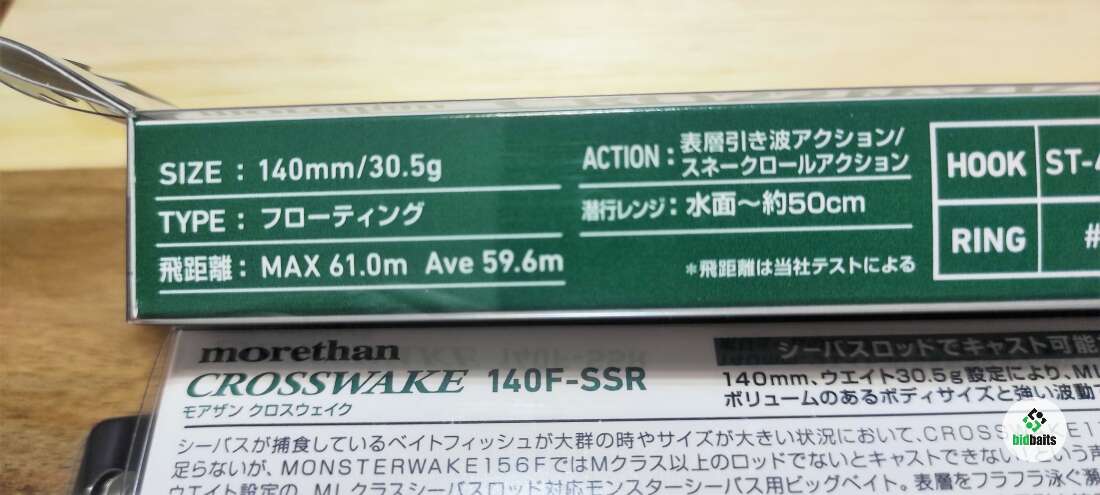 SIZE : 140mm/30.5g
TYPE : フローティング
飛距離 : MAX 61.0m Ave 59.6m
ACTION : 表層引き波アクション/
スネークロールアクション
潜行レンジ : 水面～約50cm
*飛距離は当社テストによる
HOOK ST-4
RING #
morethan
CROSSWAKE 140F-SSR
モアザン クロスウェイク
シーバスロッドでキャスト可能
140mm、ウエイト30.5g設定により、ML
ボリュームのあるボディサイズと強い波動
シーバスが捕食しているベイトフィッシュが大群の時やサイズが大きい状況において、CROSSWAKE1
足らないが、MONSTERWAKE156FではMクラス以上のロッドでないとキャストできない という声
ウエイト設定の、MLクラスシーバスロッド対応モンスターシーバス用ビッグベイト。表層をフラフラ泳ぐ
bidbaits